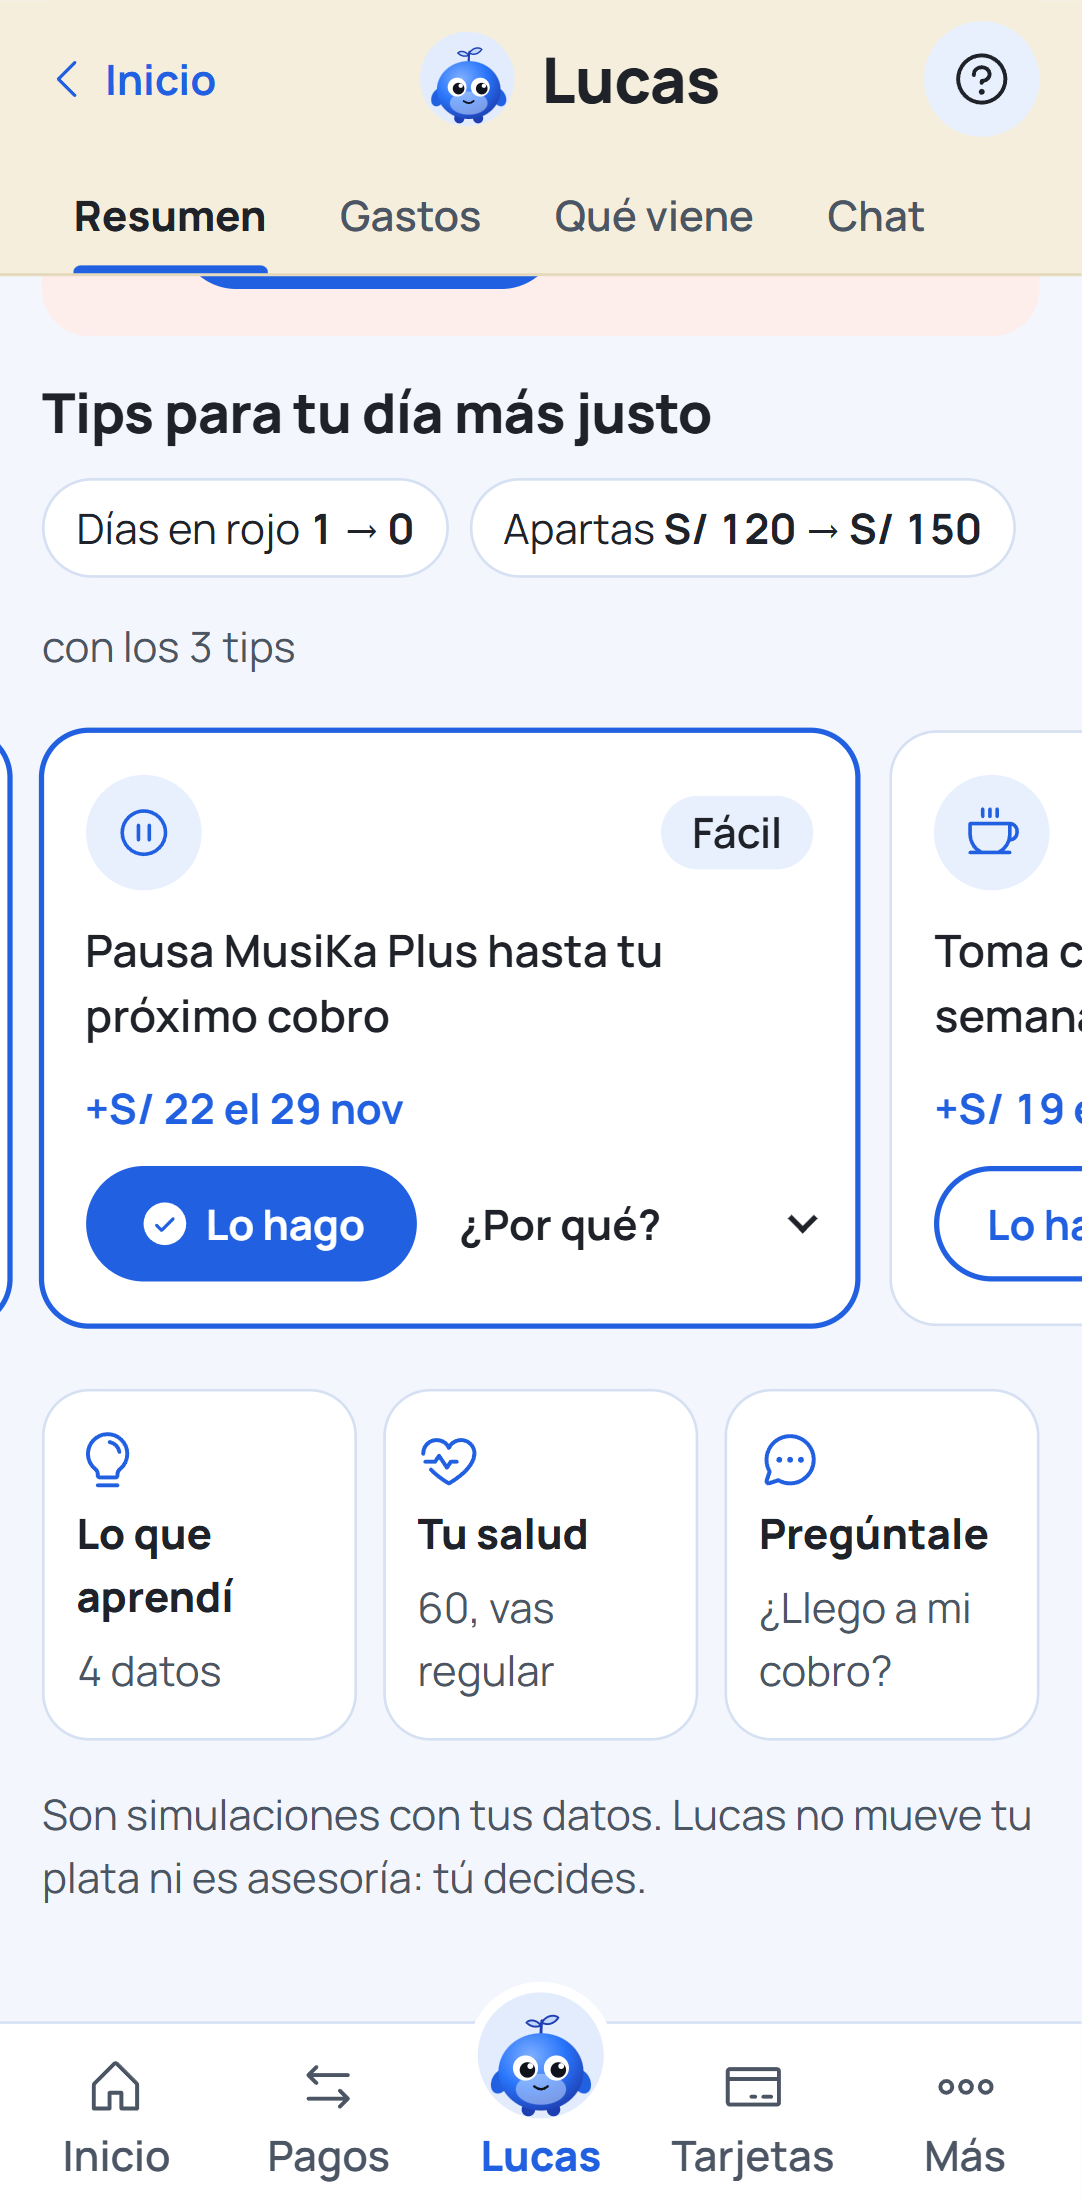 Inicio
Lucas
Resumen
Gastos
Qué viene
Chat
Tips para tu día más justo
Días en rojo 1 → 0
Apartas S/ 120 → S/ 150
con los 3 tips
Fácil
Pausa MusiKa Plus hasta tu
próximo cobro
+S/ 22 el 29 nov
Lo hago
¿Por qué?
Toma
+S/ 19
Lo
Lo que
aprendí
4 datos
Tu salud
60, vas
regular
Pregúntale
¿Llego a mi
cobro?
Son simulaciones con tus datos. Lucas no mueve tu
plata ni es asesoría: tú decides.
Inicio
Pagos
Lucas
Tarjetas
Más